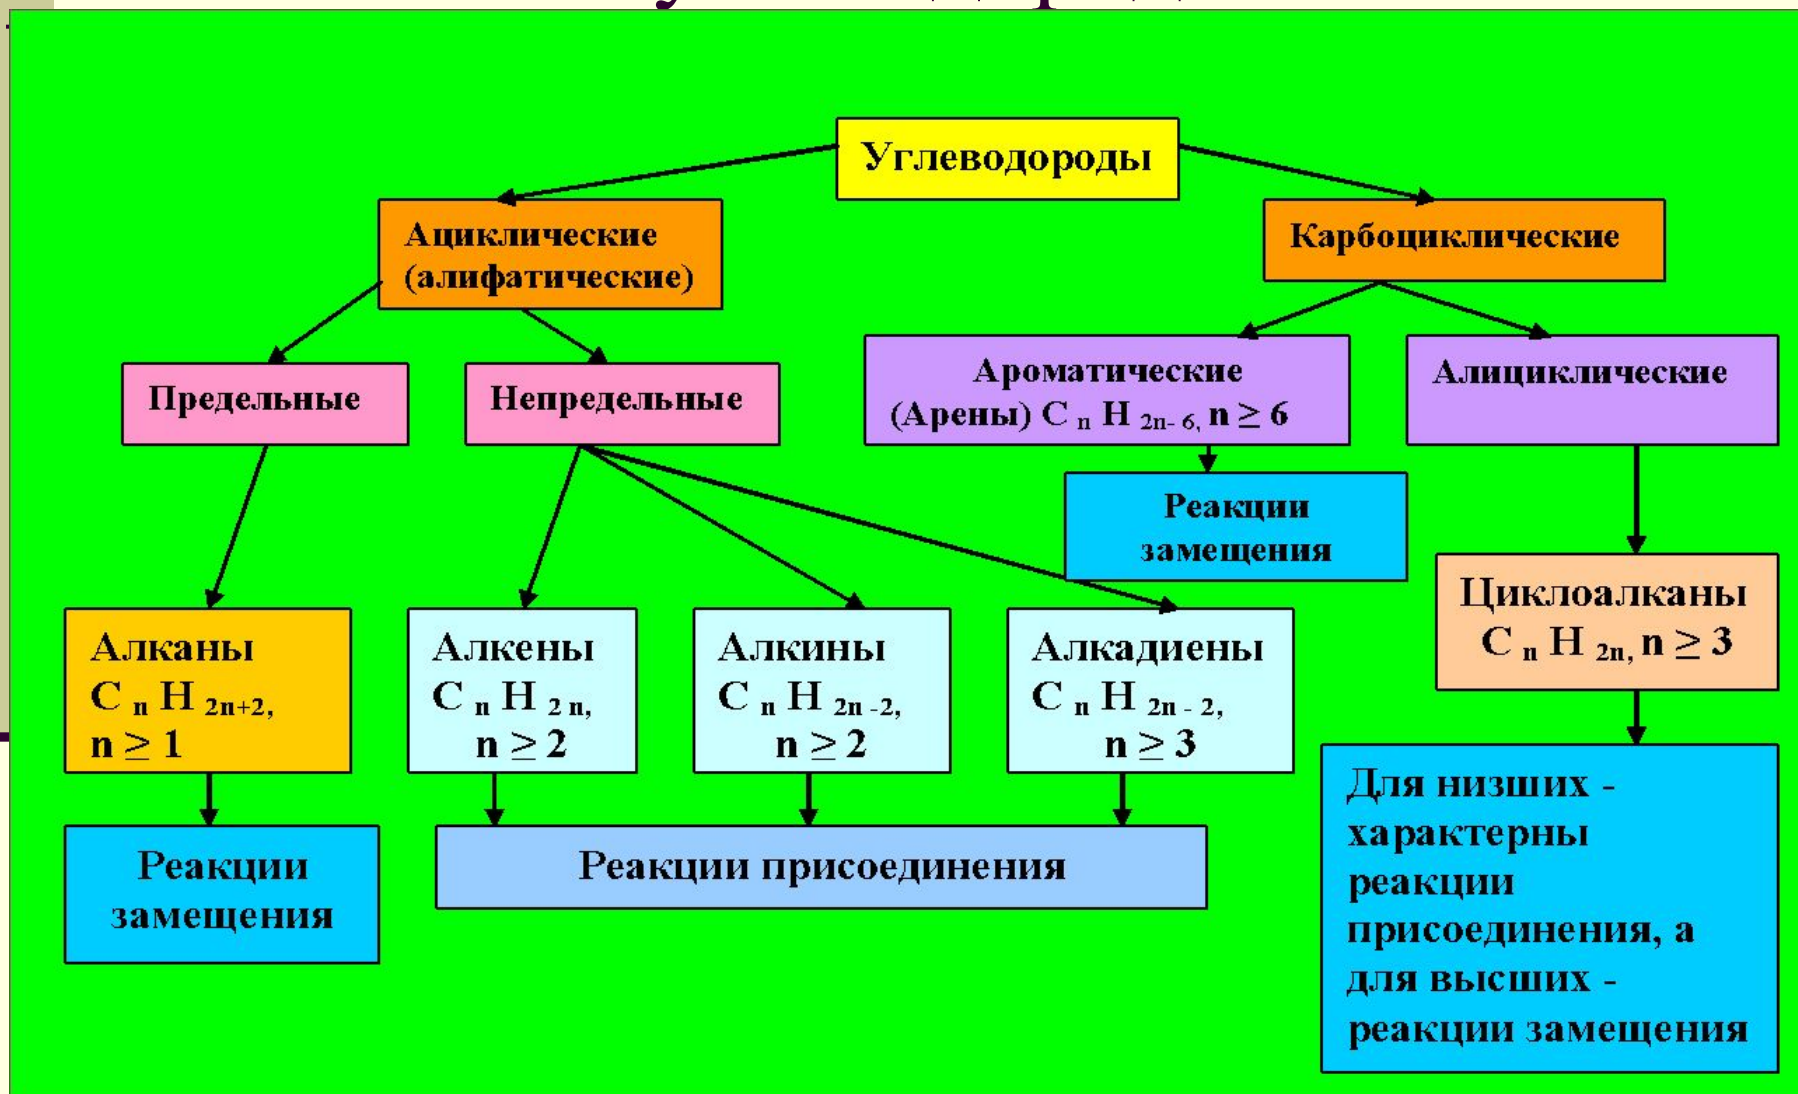 Углеводороды
Ациклические
(алифатические)
Карбоциклические
Предельные
Непредельные
Ароматические
(Арены) C n H 2n- 6, n ≥ 6
Алициклические
Реакции
замещения
Алканы
C n H 2n+2,
n ≥ 1
Алкены
C n H 2 n,
n ≥ 2
Алкины
C n H 2n -2,
n ≥ 2
Алкадиены
C n H 2n - 2,
n ≥ 3
Циклоалканы
C n H 2n, n ≥ 3
Реакции
замещения
Реакции присоединения
Для низших -
характерны
реакции
присоединения, а
для высших -
реакции замещения